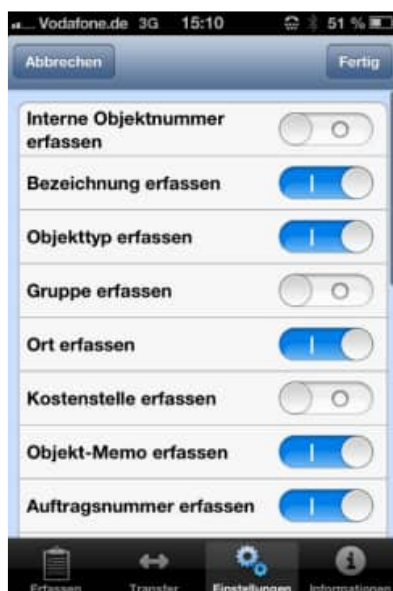 Vodafone.de 3G 15:10 51 %
Abbrechen Fertig
Interne Objektnummer
erfassen
Bezeichnung erfassen
Objekttyp erfassen
Gruppe erfassen
Ort erfassen
Kostenstelle erfassen
Objekt-Memo erfassen
Auftragsnummer erfassen
Erfassen Transfer Einstellungen Informationen